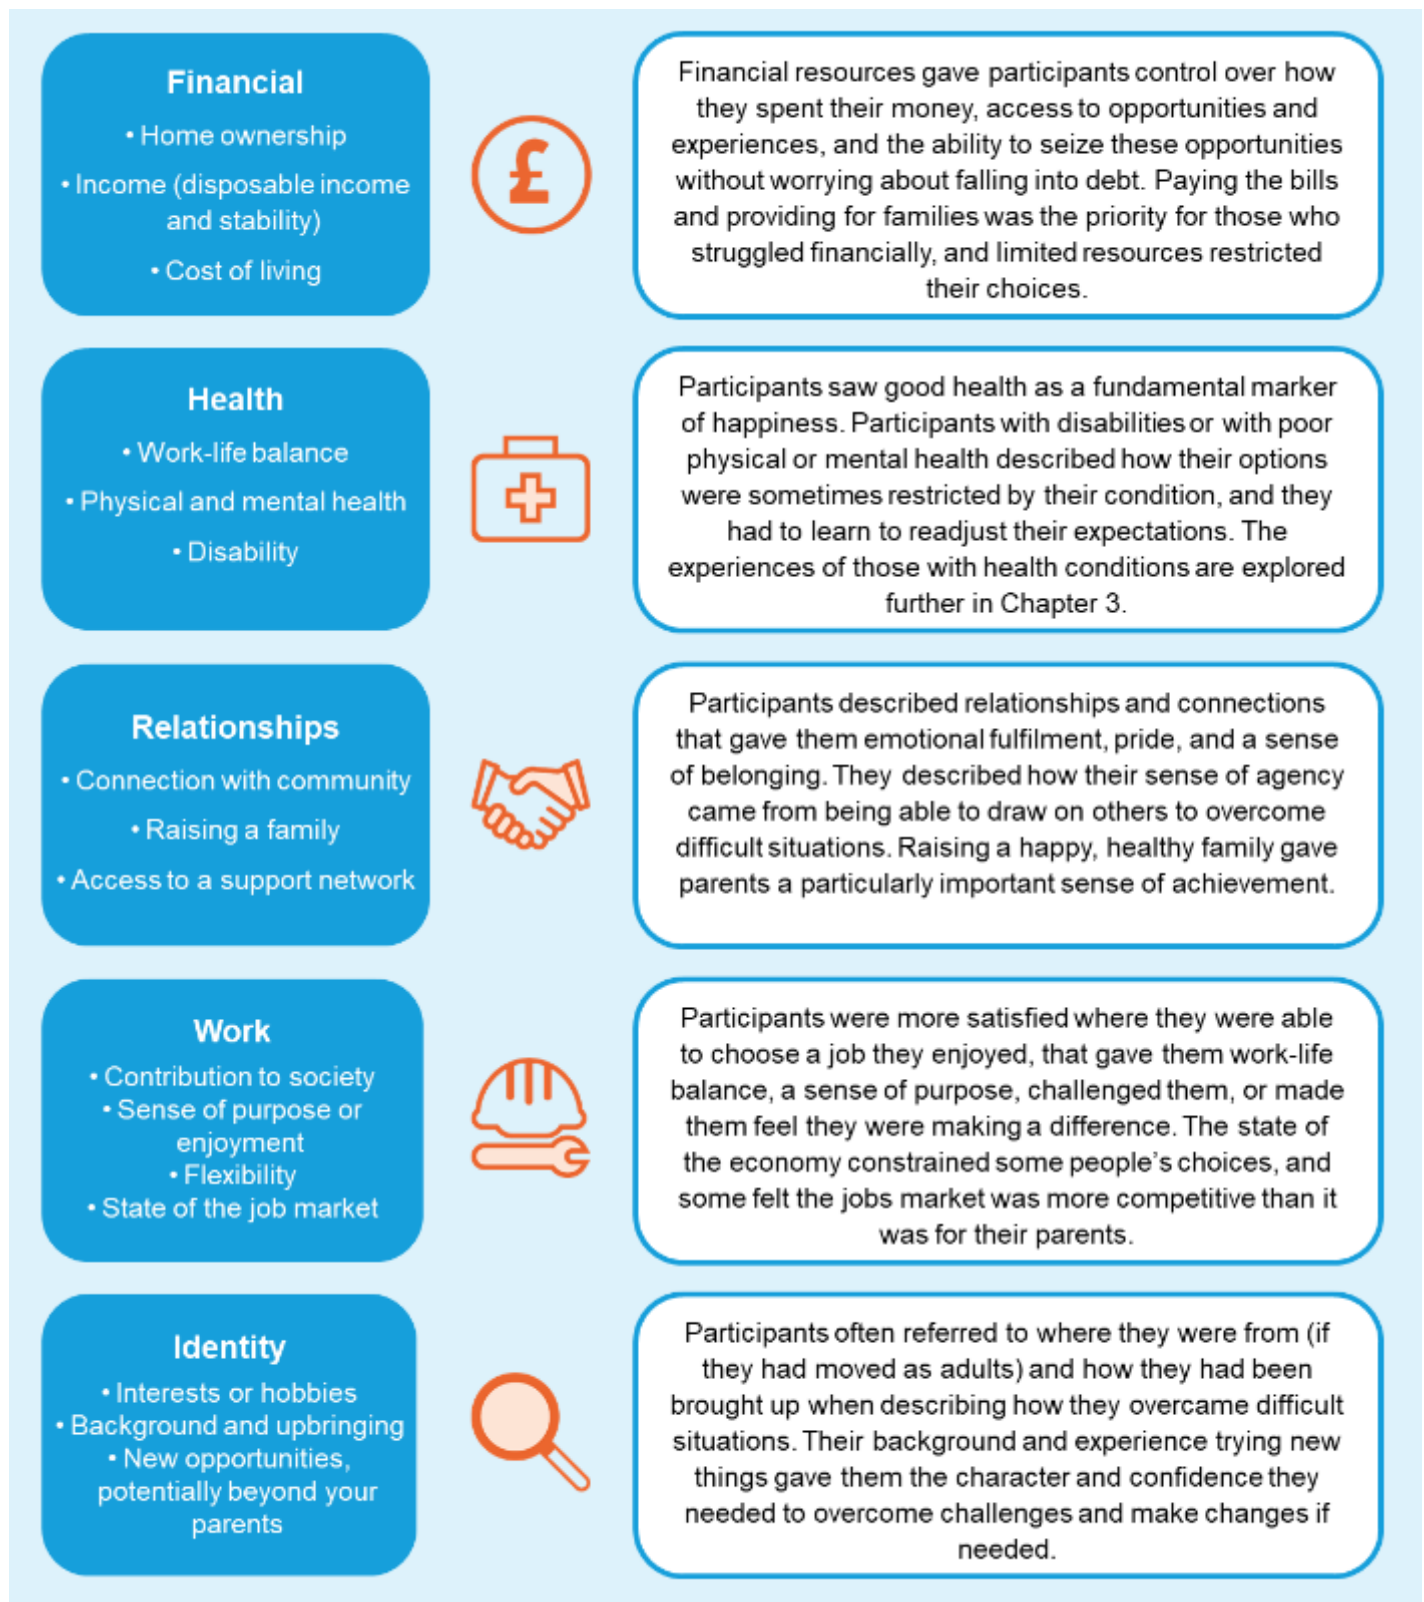 Financial
• Home ownership
• Income (disposable income
and stability)
• Cost of living
£
Financial resources gave participants control over how
they spent their money, access to opportunities and
experiences, and the ability to seize these opportunities
without worrying about falling into debt. Paying the bills
and providing for families was the priority for those who
struggled financially, and limited resources restricted
their choices.
Health
• Work-life balance
• Physical and mental health
• Disability
Participants saw good health as a fundamental marker
of happiness. Participants with disabilities or with poor
physical or mental health described how their options
were sometimes restricted by their condition, and they
had to learn to readjust their expectations. The
experiences of those with health conditions are explored
further in Chapter 3.
Relationships
• Connection with community
• Raising a family
• Access to a support network
Participants described relationships and connections
that gave them emotional fulfilment, pride, and a sense
of belonging. They described how their sense of agency
came from being able to draw on others to overcome
difficult situations. Raising a happy, healthy family gave
parents a particularly important sense of achievement.
Work
• Contribution to society
• Sense of purpose or
enjoyment
• Flexibility
• State of the job market
Participants were more satisfied where they were able
to choose a job they enjoyed, that gave them work-life
balance, a sense of purpose, challenged them, or made
them feel they were making a difference. The state of
the economy constrained some people's choices, and
some felt the jobs market was more competitive than it
was for their parents.
Identity
• Interests or hobbies
• Background and upbringing
• New opportunities,
potentially beyond your
parents
Participants often referred to where they were from (if
they had moved as adults) and how they had been
brought up when describing how they overcame difficult
situations. Their background and experience trying new
things gave them the character and confidence they
needed to overcome challenges and make changes if
needed.